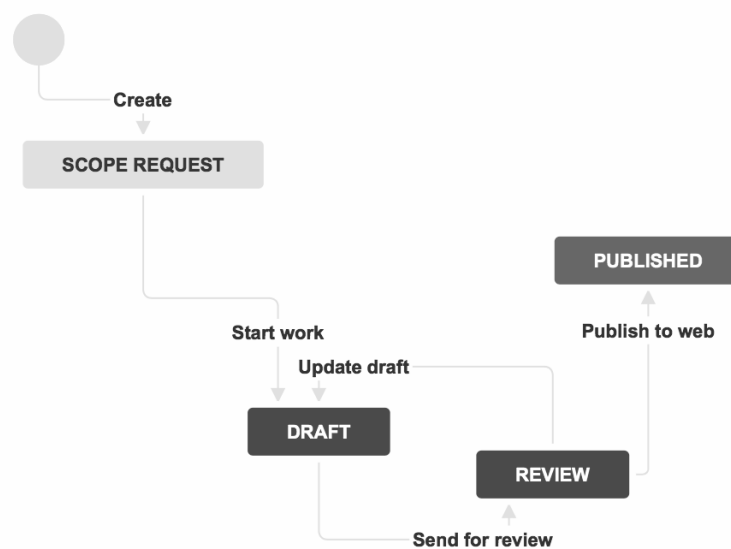 Create
SCOPE REQUEST
PUBLISHED
Start work
Publish to web
Update draft
DRAFT
REVIEW
Send for review